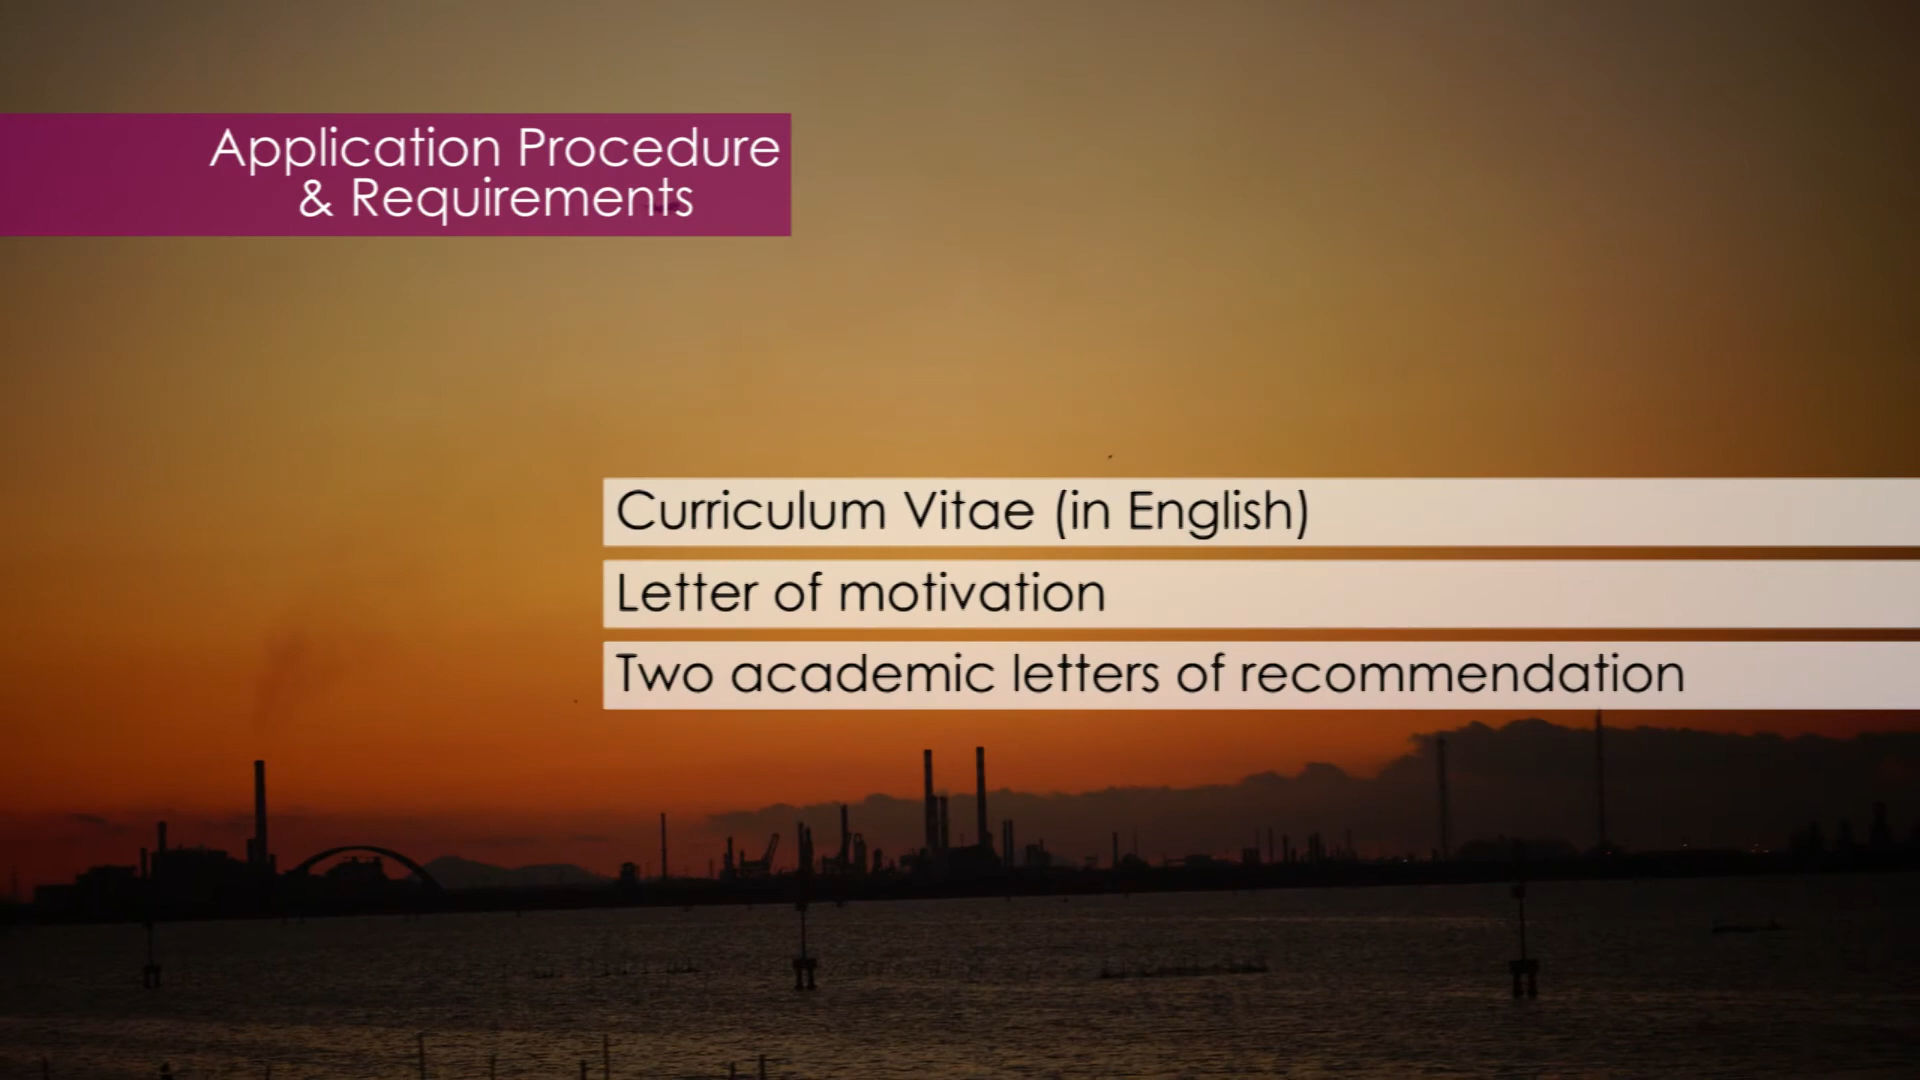 Application Procedure
& Requirements
Curriculum Vitae (in English)
Letter of motivation
Two academic letters of recommendation